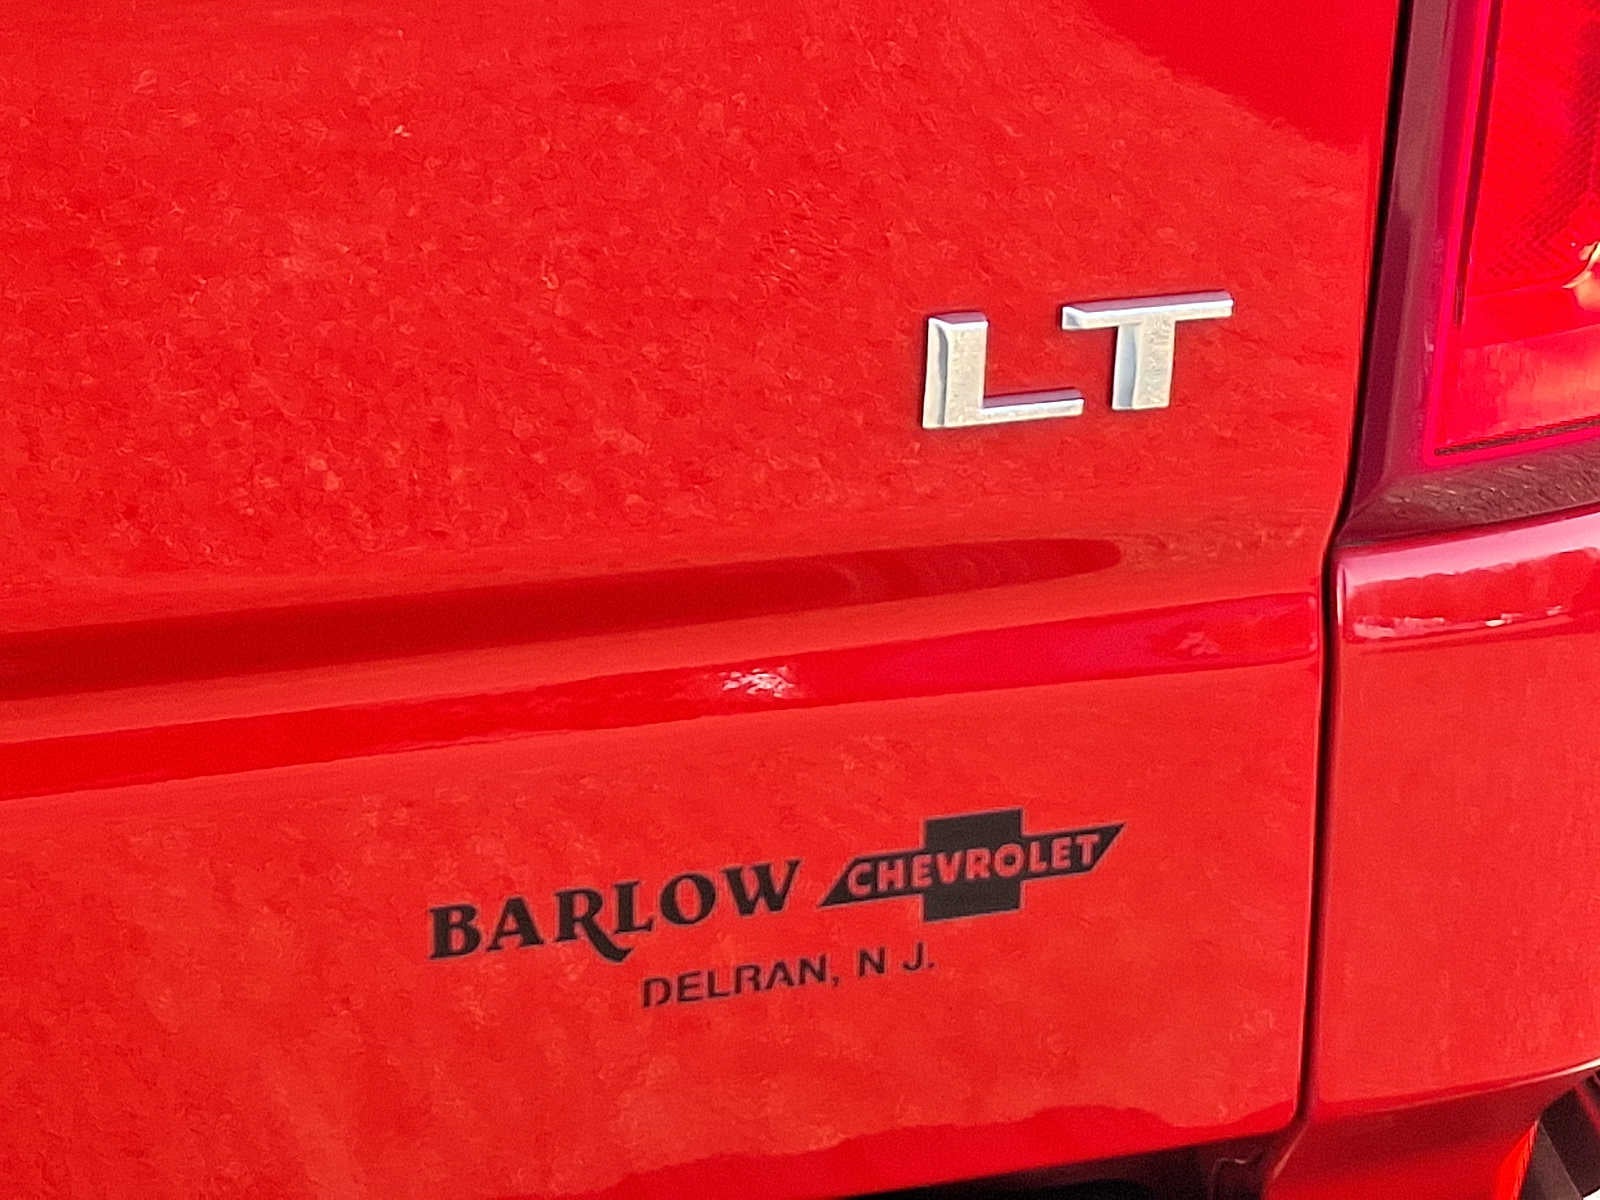 LT
BARLOW CHEVROLET
DELRAN, N J.